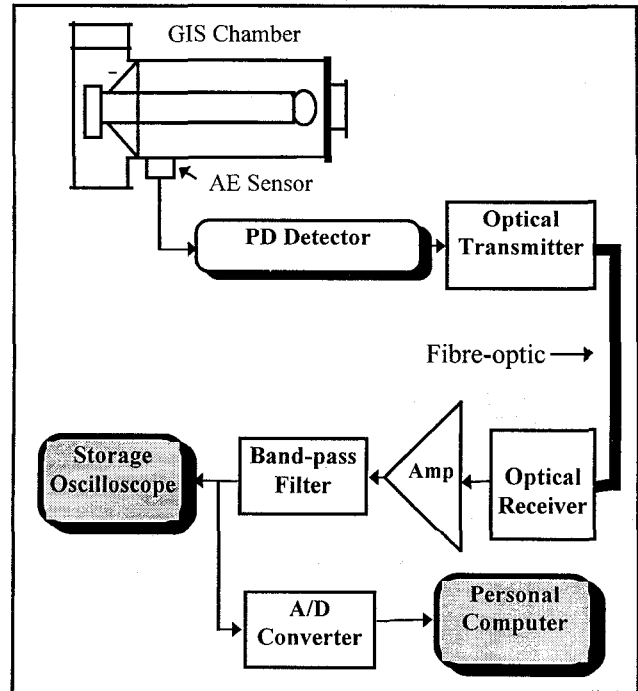 GIS Chamber
AE Sensor
PD Detector
Optical
Transmitter
Fibre-optic
Storage
Oscilloscope
Band-pass
Filter
Amp
Optical
Receiver
A/D
Converter
Personal
Computer